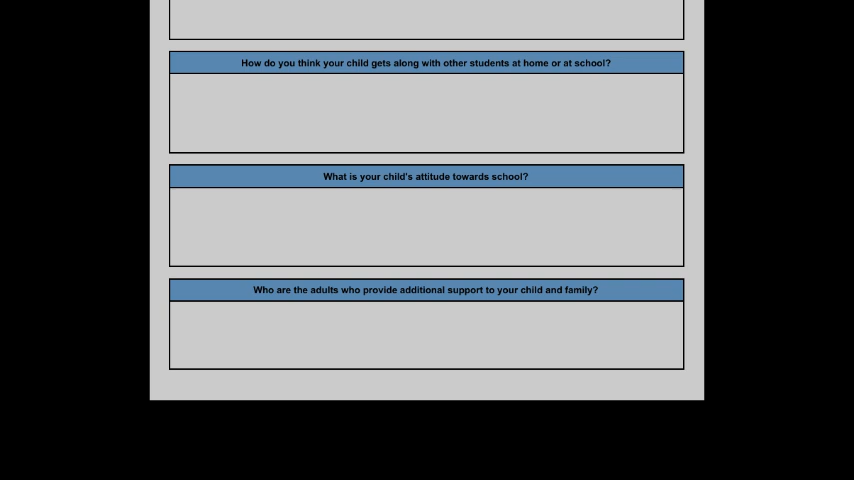 How do you think your child gets along with other students at home or at school?
What is your child's attitude towards school?
Who are the adults who provide additional support to your child and family?